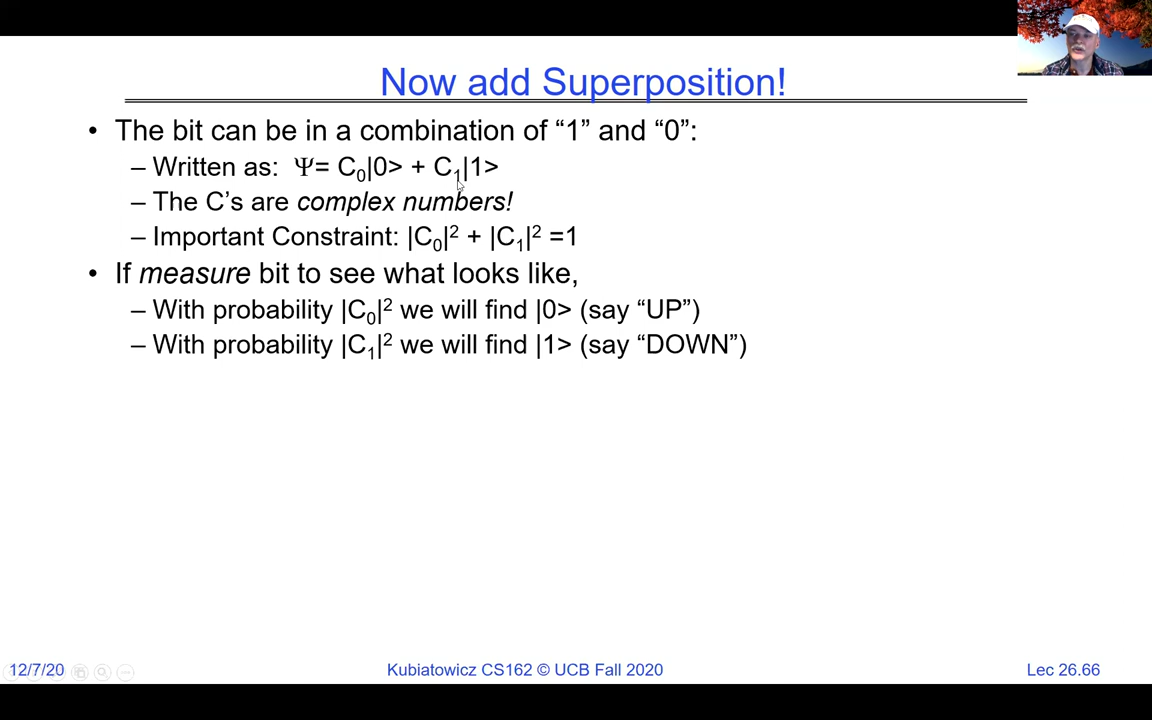 Now add Superposition!
• The bit can be in a combination of “1” and “0”:
– Written as: Ψ= C₀|0> + C₁|1>
– The C’s are complex numbers!
– Important Constraint: |C₀|² + |C₁|² =1
• If measure bit to see what looks like,
– With probability |C₀|² we will find |0> (say “UP”)
– With probability |C₁|² we will find |1> (say “DOWN”)
12/7/20
Kubiatowicz CS162 © UCB Fall 2020
Lec 26.66